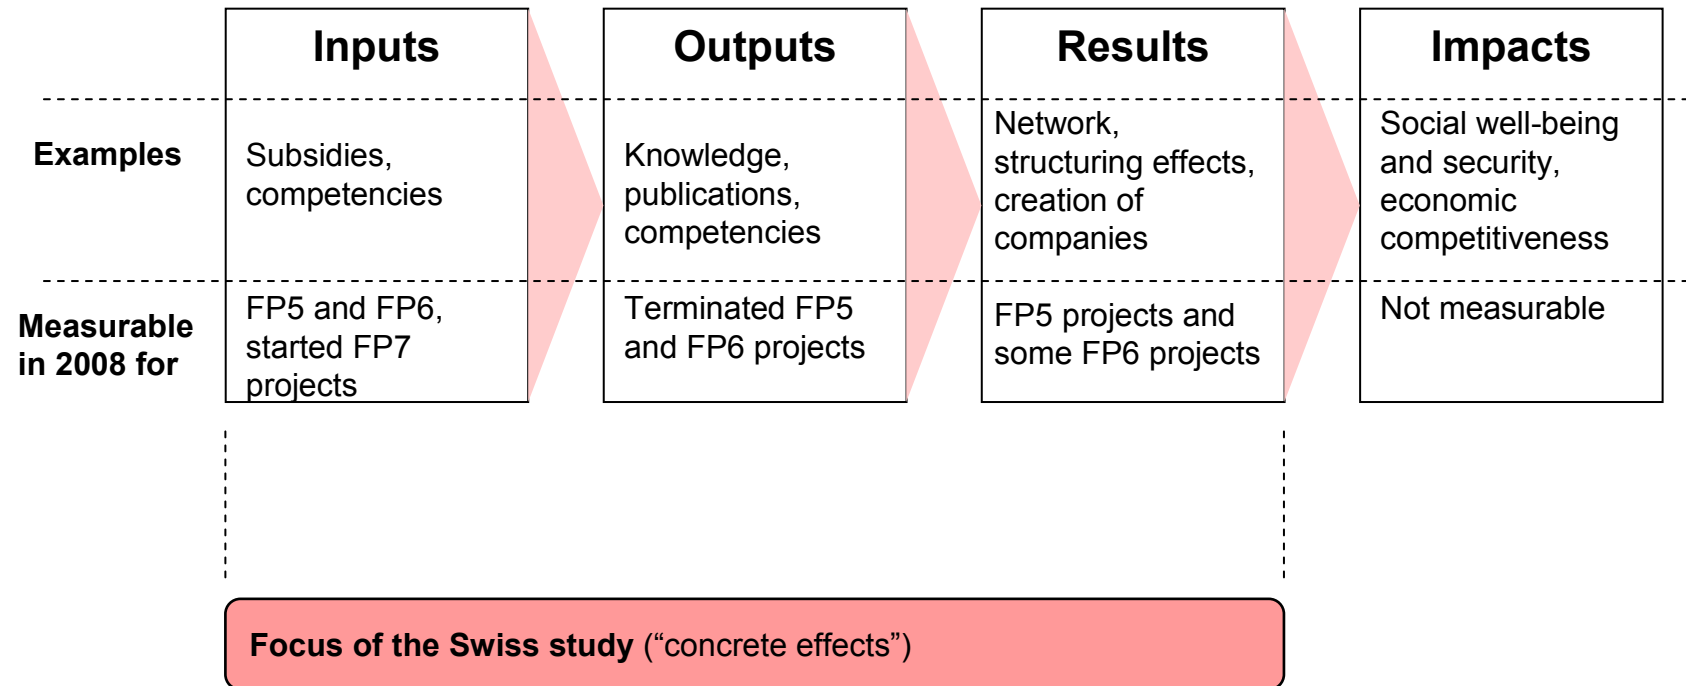 Inputs
Outputs
Results
Impacts
Examples
Subsidies,
competencies
Knowledge,
publications,
competencies
Network,
structuring effects,
creation of
companies
Social well-being
and security,
economic
competitiveness
Measurable
in 2008 for
FP5 and FP6,
started FP7
projects
Terminated FP5
and FP6 projects
FP5 projects and
some FP6 projects
Not measurable
Focus of the Swiss study (“concrete effects”)